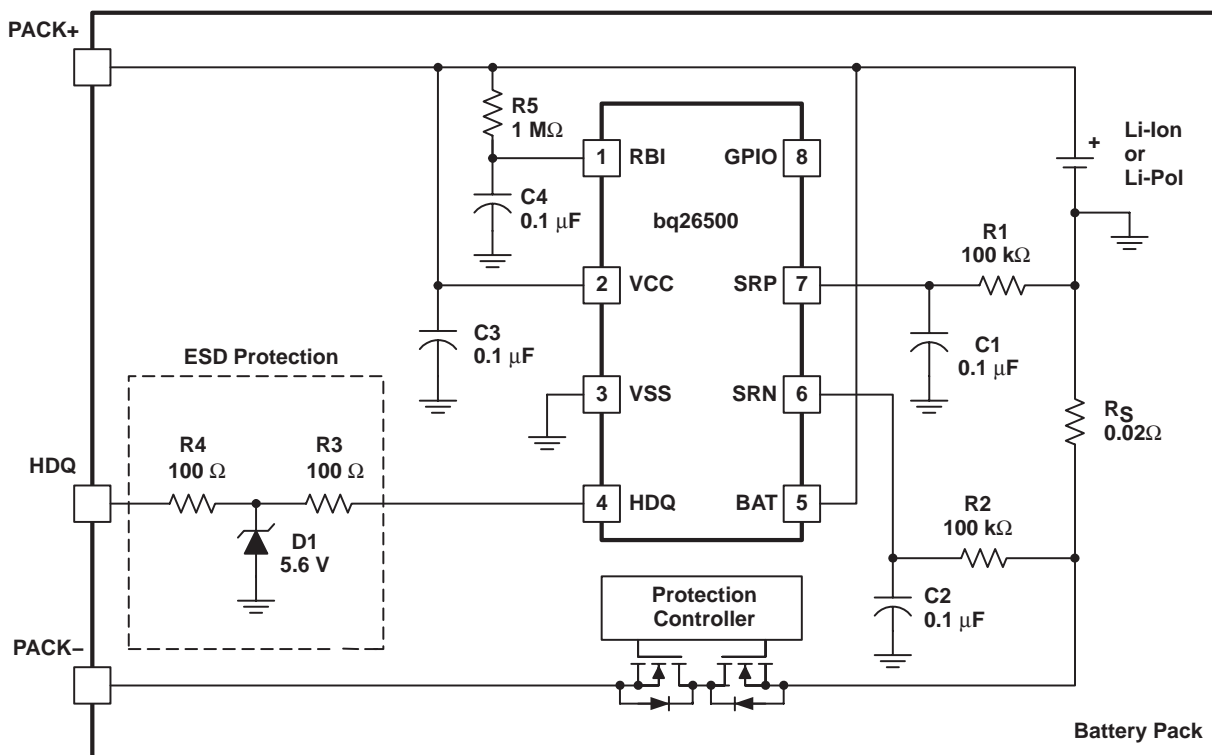 PACK+
R5
1 MΩ
C4
0.1 μF
1
RBI
GPIO
8
bq26500
Li-Ion
or
Li-Pol
+
R1
100 kΩ
2
VCC
SRP
7
C3
0.1 μF
C1
0.1 μF
ESD Protection
3
VSS
SRN
6
RS
0.02Ω
HDQ
R4
100 Ω
R3
100 Ω
4
HDQ
BAT
5
R2
100 kΩ
D1
5.6 V
Protection
Controller
C2
0.1 μF
PACK–
Battery Pack